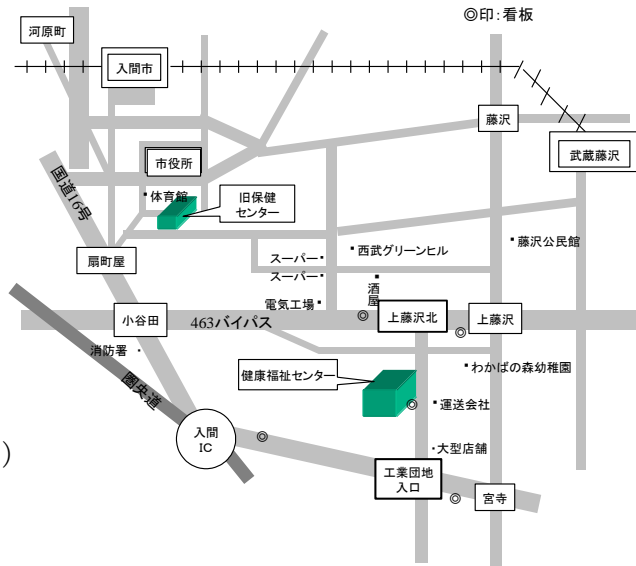 ◎印:看板
河原町
入間市
藤沢
武蔵藤沢
市役所
国道16号
・体育館
旧保健
センター
扇町屋
スーパー・
スーパー・
・西武グリーンヒル
・藤沢公民館
酒屋
電気工場・
小谷田
463バイパス
◎
上藤沢北
◎
上藤沢
消防署・
圏央道
健康福祉センター
・わかばの森幼稚園
◎
・運送会社
入間
IC
◎
)
・大型店舗
工業団地
入口
◎
宮寺